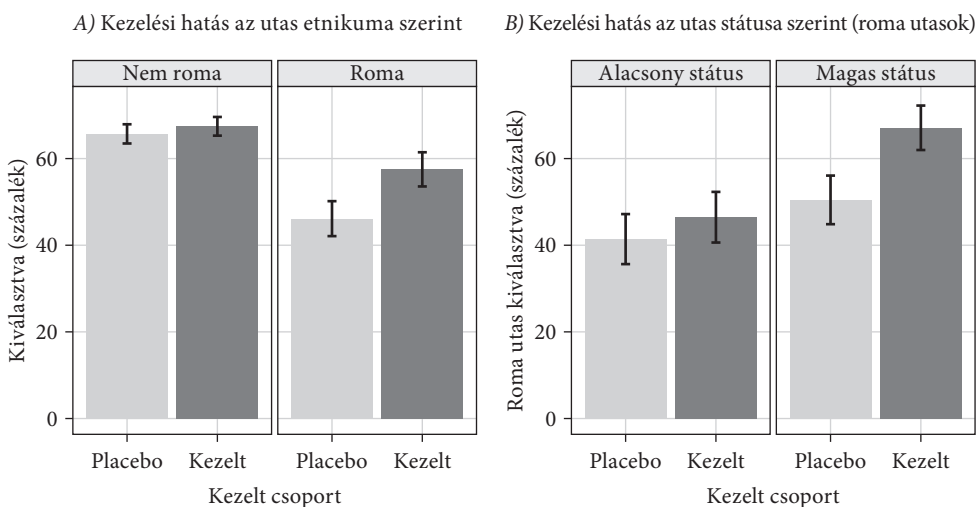 A) Kezelési hatás az utas etnikuma szerint
Nem roma
Roma
Kiválasztva (százalék)
60
40
20
0
Placebo
Kezelt
Placebo
Kezelt
Kezelt csoport
B) Kezelési hatás az utas státusa szerint (roma utasok)
Alacsony státus
Magas státus
Roma utas kiválasztva (százalék)
60
40
20
0
Placebo
Kezelt
Placebo
Kezelt
Kezelt csoport